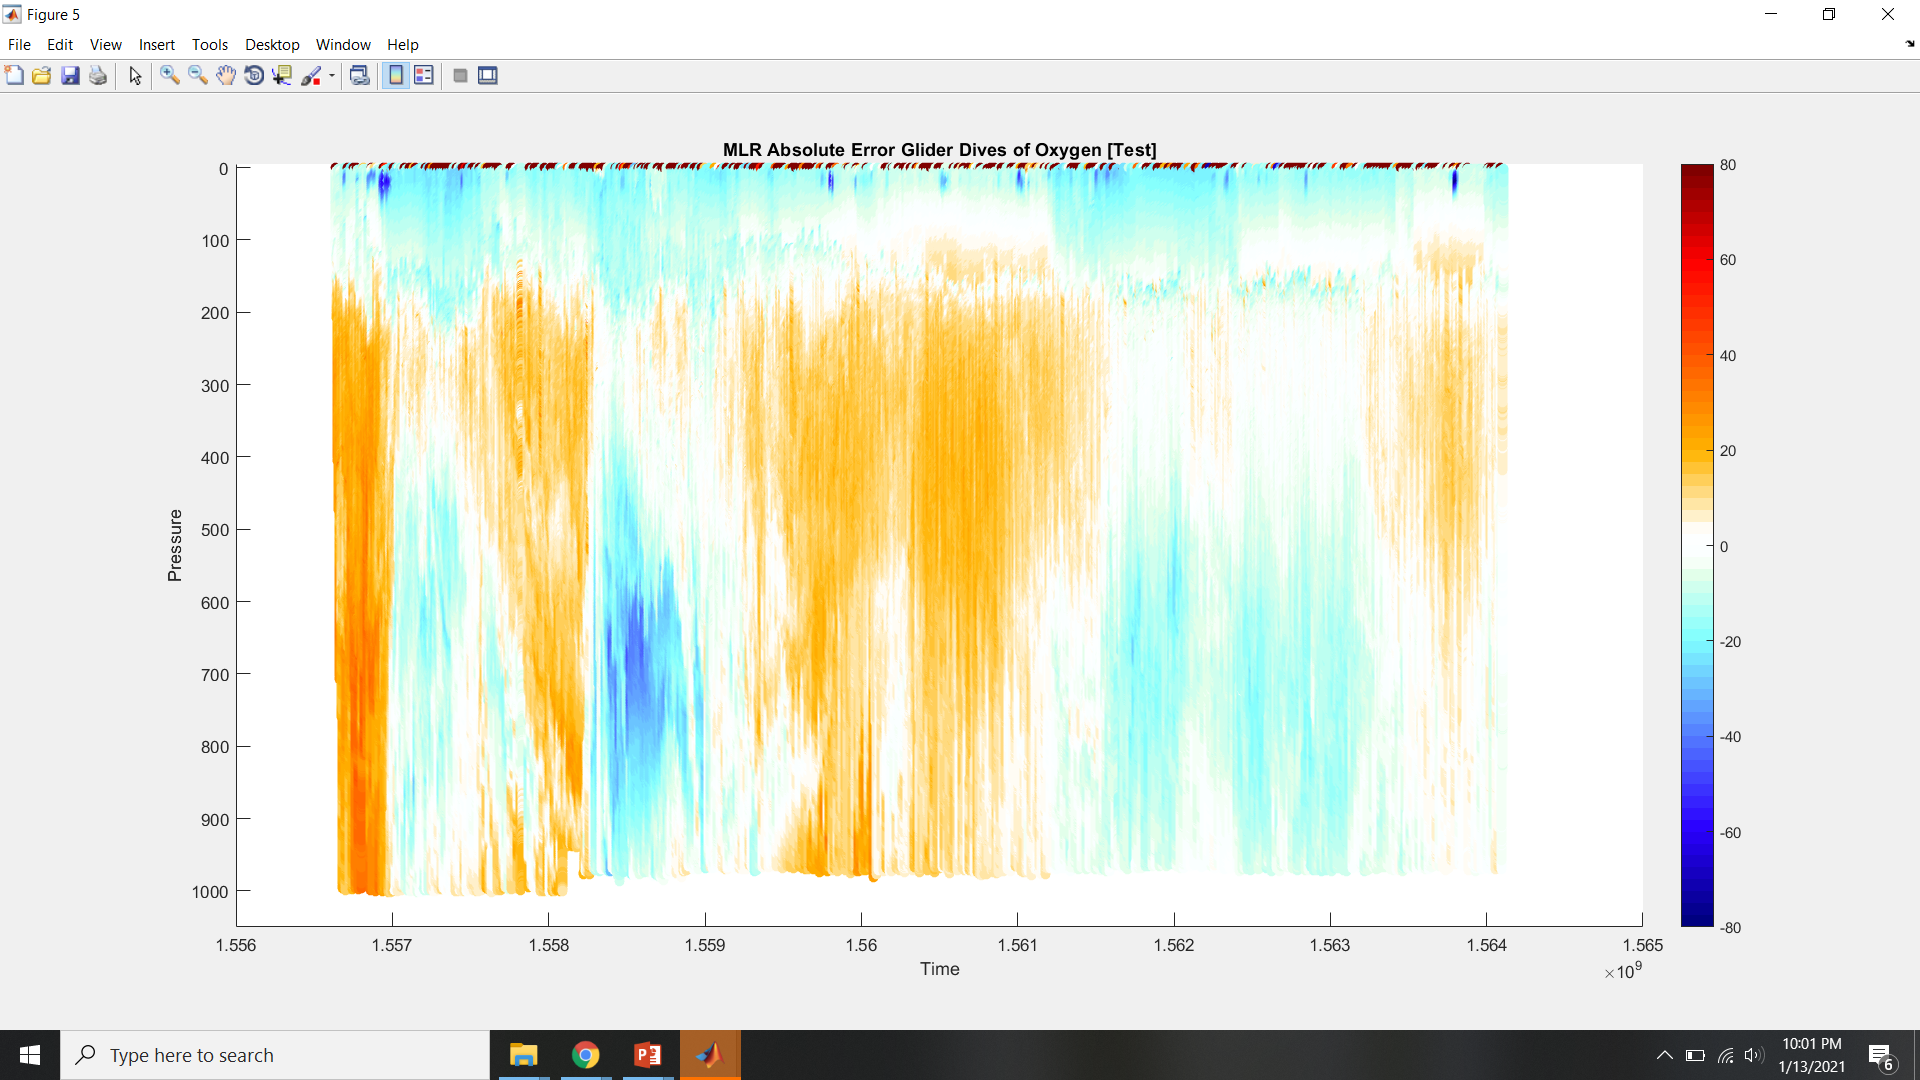 Figure 5
File Edit View Insert Tools Desktop Window Help
MLR Absolute Error Glider Dives of Oxygen [Test]
0
100
200
300
400
500
600
700
800
900
1000
Pressure
1.556 1.557 1.558 1.559 1.56 1.561 1.562 1.563 1.564 1.565
Time
×10⁹
80
60
40
20
0
-20
-40
-60
-80
Type here to search
10:01 PM
1/13/2021
6